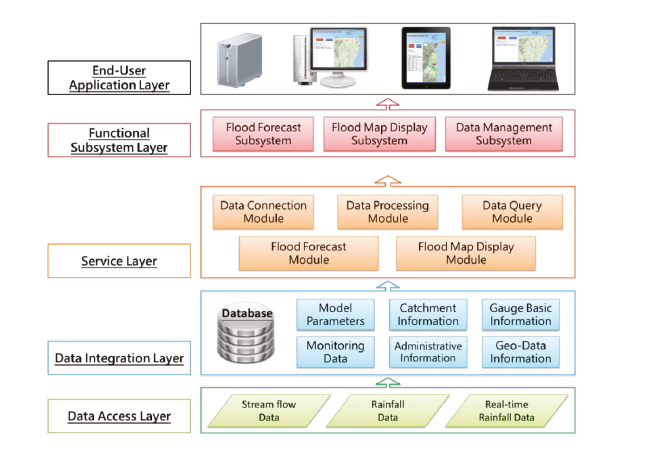 End-User
Application Layer
Functional
Subsystem Layer
Flood Forecast
Subsystem
Flood Map Display
Subsystem
Data Management
Subsystem
Service Layer
Data Connection
Module
Data Processing
Module
Data Query
Module
Flood Forecast
Module
Flood Map Display
Module
Data Integration Layer
Database
Model
Parameters
Catchment
Information
Gauge Basic
Information
Monitoring
Data
Administrative
Information
Geo-Data
Information
Data Access Layer
Stream flow
Data
Rainfall
Data
Real-time
Rainfall Data